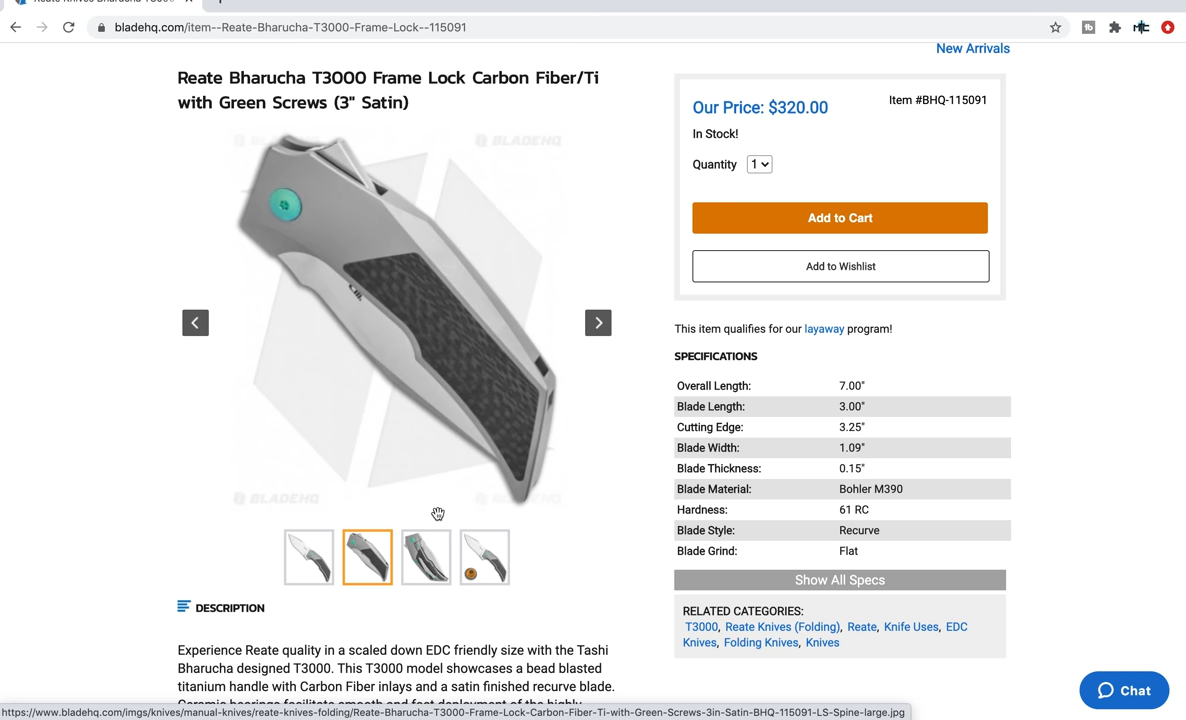 bladehq.com/item--Reate-Bharucha-T3000-Frame-Lock--115091
New Arrivals
Reate Bharucha T3000 Frame Lock Carbon Fiber/Ti
with Green Screws (3" Satin)
Our Price: $320.00
Item #BHQ-115091
In Stock!
Quantity 1
Add to Cart
Add to Wishlist
This item qualifies for our layaway program!
SPECIFICATIONS
Overall Length: 7.00"
Blade Length: 3.00"
Cutting Edge: 3.25"
Blade Width: 1.09"
Blade Thickness: 0.15"
Blade Material: Bohler M390
Hardness: 61 RC
Blade Style: Recurve
Blade Grind: Flat
Show All Specs
RELATED CATEGORIES:
T3000, Reate Knives (Folding), Reate, Knife Uses, EDC
Knives, Folding Knives, Knives
BLADEHQ
BLADEHQ
BLADEHQ
DESCRIPTION
Experience Reate quality in a scaled down EDC friendly size with the Tashi
Bharucha designed T3000. This T3000 model showcases a bead blasted
titanium handle with Carbon Fiber inlays and a satin finished recurve blade.
Ceramic bearings facilitate smooth and fast deployment of the highly
Chat
https://www.bladehq.com/imgs/knives/manual-knives/reate-knives-folding/Reate-Bharucha-T3000-Frame-Lock-Carbon-Fiber-Ti-with-Green-Screws-3in-Satin-BHQ-115091-LS-Spine-large.jpg